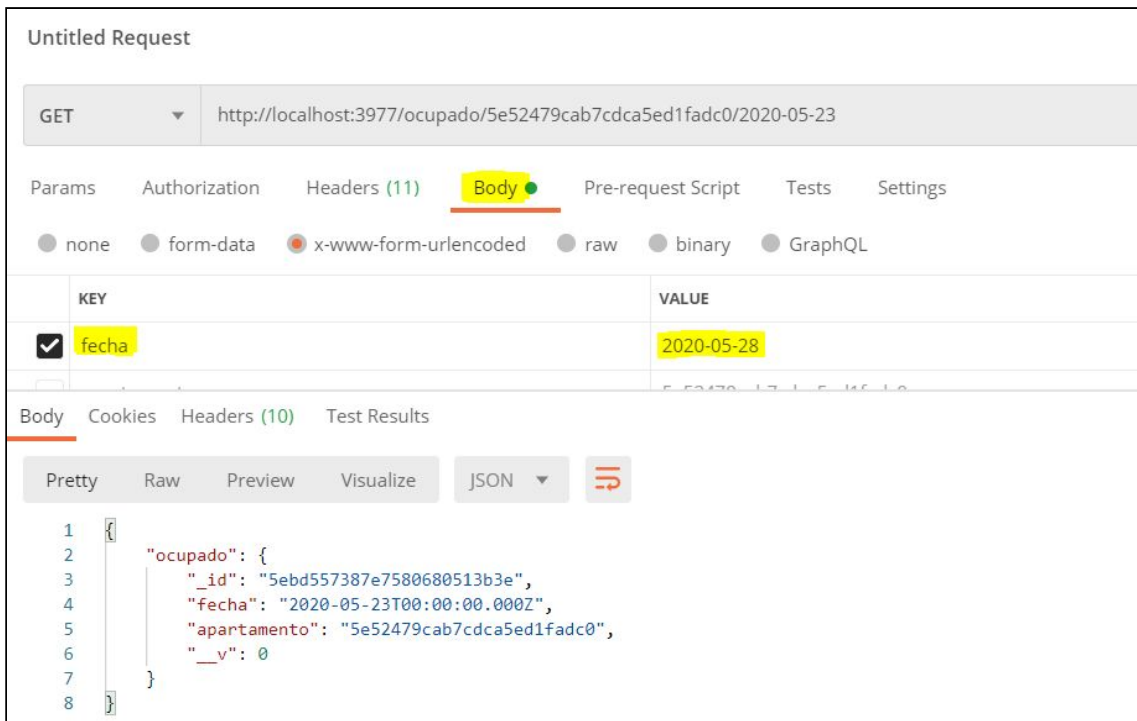 Untitled Request
GET http://localhost:3977/ocupado/5e52479cab7cdca5ed1fadc0/2020-05-23
Params Authorization Headers (11) Body Pre-request Script Tests Settings
none form-data x-www-form-urlencoded raw binary GraphQL
KEY VALUE
fecha 2020-05-28
Body Cookies Headers (10) Test Results
Pretty Raw Preview Visualize JSON
1 {
2 "ocupado": {
3 "_id": "5ebd557387e7580680513b3e",
4 "fecha": "2020-05-23T00:00:00.000Z",
5 "apartamento": "5e52479cab7cdca5ed1fadc0",
6 "__v": 0
7 }
8 }